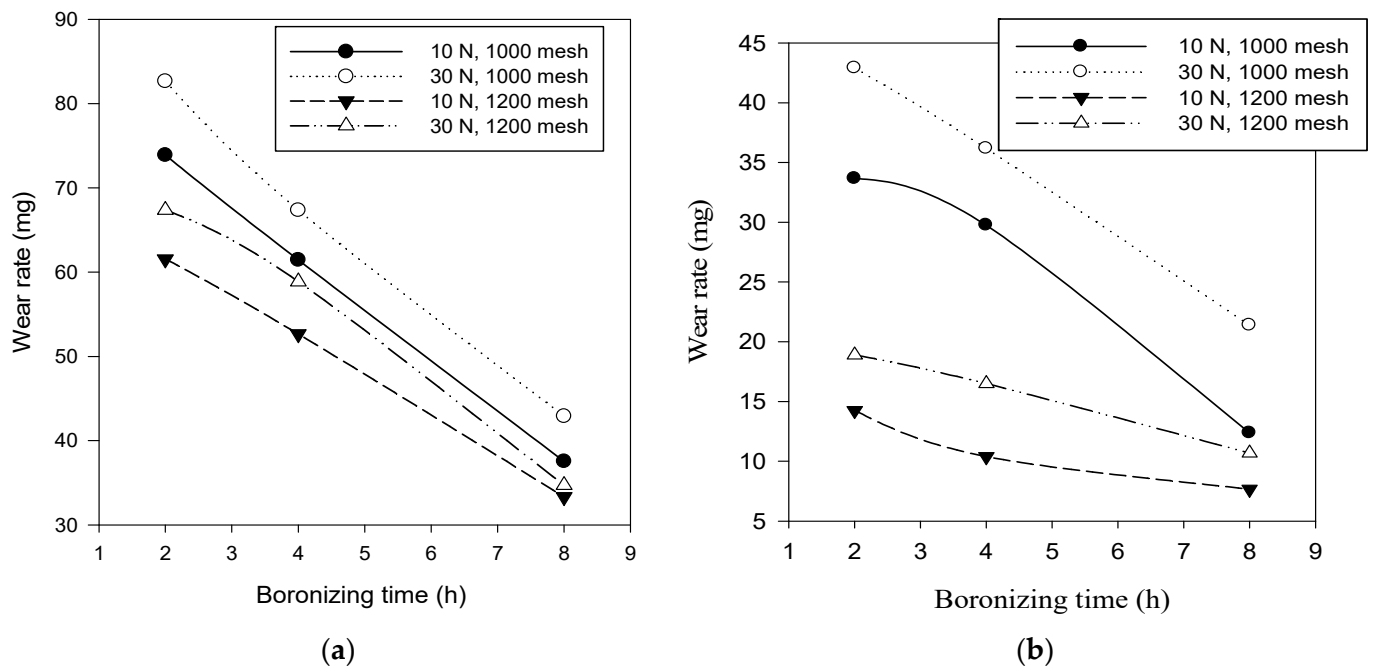 90
80
70
60
50
40
30
Wear rate (mg)
10 N, 1000 mesh
30 N, 1000 mesh
10 N, 1200 mesh
30 N, 1200 mesh
1 2 3 4 5 6 7 8 9
Boronizing time (h)
(a)
45
40
35
30
25
20
15
10
5
Wear rate (mg)
10 N, 1000 mesh
30 N, 1000 mesh
10 N, 1200 mesh
30 N, 1200 mesh
1 2 3 4 5 6 7 8 9
Boronizing time (h)
(b)